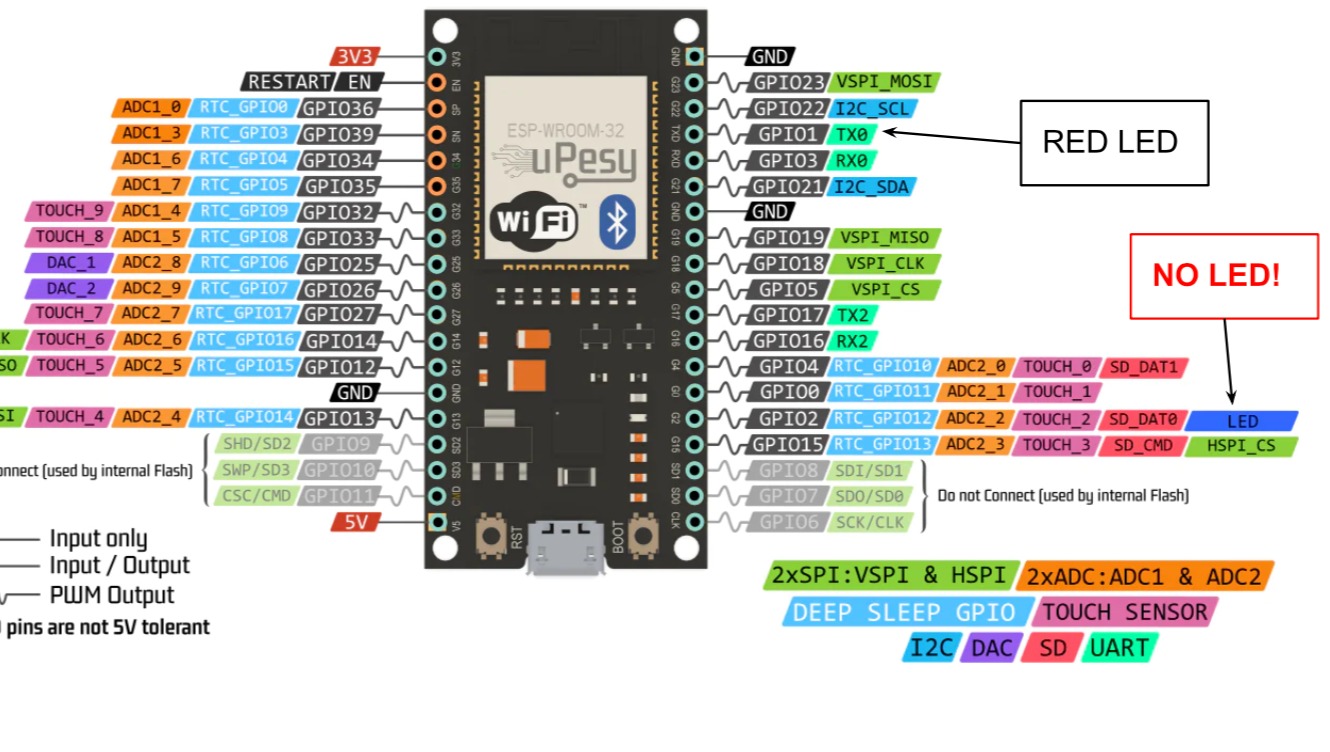 3V3
RESTART EN
ADC1_0 RTC_GPIO0 GPIO36
ADC1_3 RTC_GPIO3 GPIO39
ADC1_6 RTC_GPIO4 GPIO34
ADC1_7 RTC_GPIO5 GPIO35
TOUCH_9 ADC1_4 RTC_GPIO9 GPIO32
TOUCH_8 ADC1_5 RTC_GPIO8 GPIO33
DAC_1 ADC2_8 RTC_GPIO6 GPIO25
DAC_2 ADC2_9 RTC_GPIO7 GPIO26
TOUCH_7 ADC2_7 RTC_GPIO17 GPIO27
K TOUCH_6 ADC2_6 RTC_GPIO16 GPIO14
SO TOUCH_5 ADC2_5 RTC_GPIO15 GPIO12
GND
SI TOUCH_4 ADC2_4 RTC_GPIO14 GPIO13
SHD/SD2 GPIO9
SWP/SD3 GPIO10
CSC/CMD GPIO11
onnect (used by internal Flash)
5V
Input only
Input / Output
PWM Output
pins are not 5V tolerant
3V3
EN
SP
SN
G34
G35
G32
G33
G25
G26
G27
G14
G12
GND
G13
SD2
SD3
CMD
V5
ESP-WROOM-32
uPesy
WiFi™
RST
BOOT
GND
G23
G22
TXD
RXD
G21
GND
G19
G18
G5
G17
G16
G4
G0
G2
G15
SD1
SD0
CLK
GND
GPIO23 VSPI_MOSI
GPIO22 I2C_SCL
GPIO1 TX0
GPIO3 RX0
GPIO21 I2C_SDA
GND
GPIO19 VSPI_MISO
GPIO18 VSPI_CLK
GPIO5 VSPI_CS
GPIO17 TX2
GPIO16 RX2
GPIO4 RTC_GPIO10 ADC2_0 TOUCH_0 SD_DAT1
GPIO0 RTC_GPIO11 ADC2_1 TOUCH_1
GPIO2 RTC_GPIO12 ADC2_2 TOUCH_2 SD_DAT0 LED
GPIO15 RTC_GPIO13 ADC2_3 TOUCH_3 SD_CMD HSPI_CS
GPIO8 SDI/SD1
GPIO7 SDO/SD0
GPIO6 SCK/CLK
Do not Connect (used by internal Flash)
RED LED
NO LED!
2xSPI:VSPI & HSPI 2xADC:ADC1 & ADC2
DEEP SLEEP GPIO TOUCH SENSOR
I2C DAC SD UART